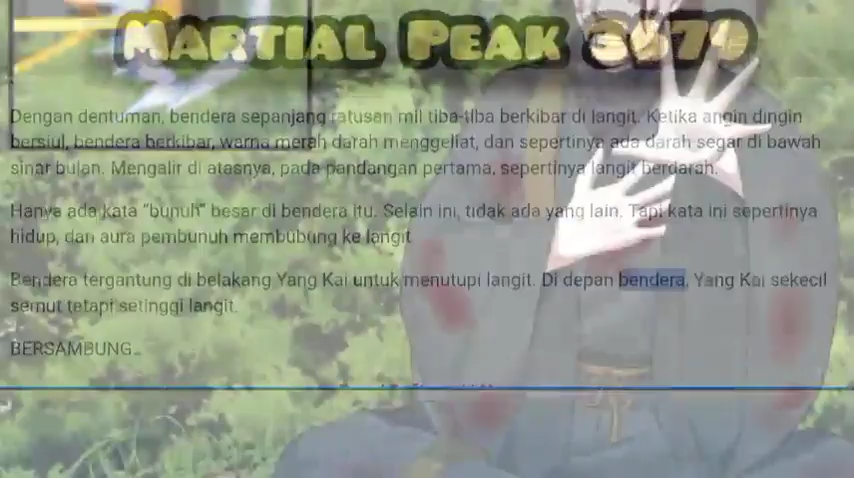 MARTIAL PEAK 3679
Dengan dentuman, bendera sepanjang ratusan mil tiba-tiba berkibar di langit. Ketika angin dingin
bersiul, bendera berkibar, warna merah darah menggeliat, dan sepertinya ada darah segar di bawah
sinar bulan. Mengalir di atasnya, pada pandangan pertama, sepertinya langit berdarah.
Hanya ada kata "bunuh" besar di bendera itu. Selain ini, tidak ada yang lain. Tapi kata ini sepertinya
hidup, dan aura pembunuh membubung ke langit
Bendera tergantung di belakang Yang Kai untuk menutupi langit. Di depan bendera, Yang Kai sekecil
semut tetapi setinggi langit.
BERSAMBUNG..